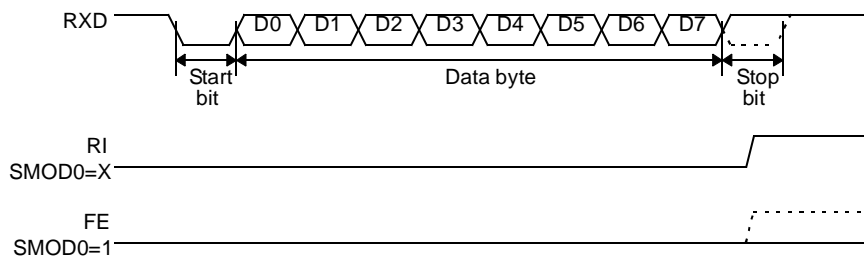 RXD D0 D1 D2 D3 D4 D5 D6 D7
Start bit
Data byte
Stop bit
RI
SMOD0=X
FE
SMOD0=1